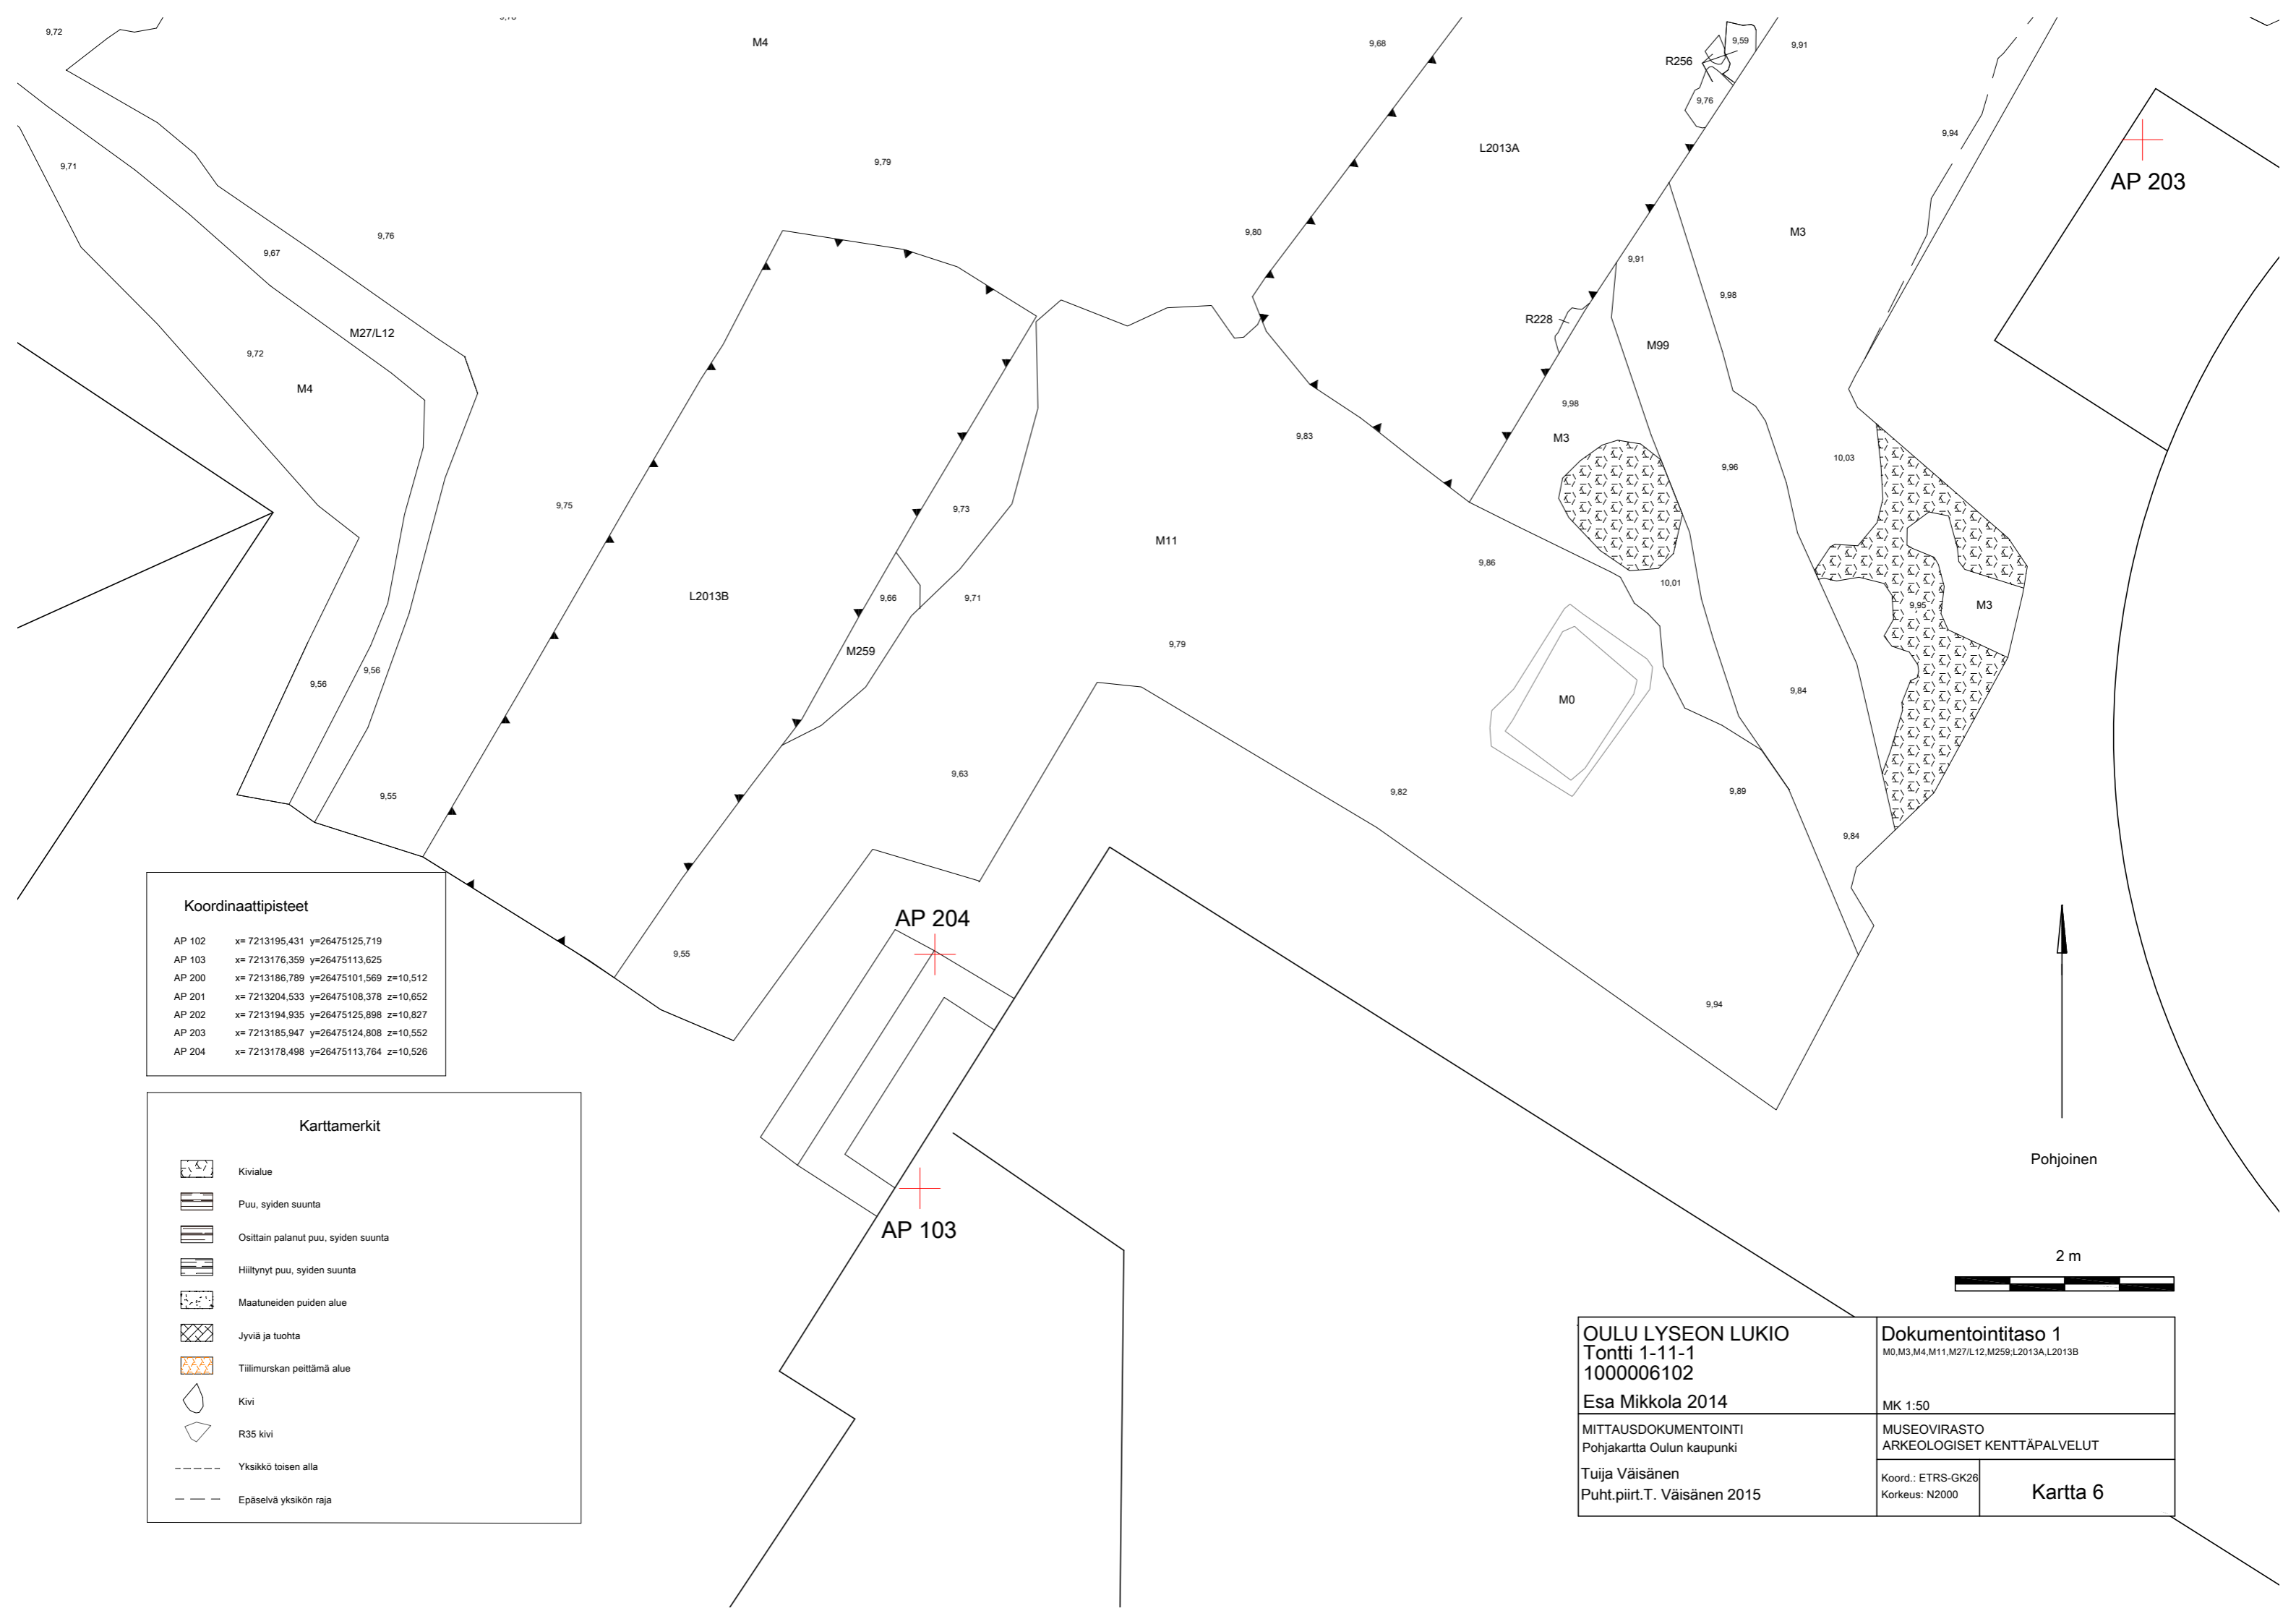 9,72
M4
9,68
R256
9,59
9,91
9,76
9,94
L2013A
9,71
9,79
AP 203
9,76
9,80
M3
9,67
9,91
9,98
M27/L12
R228
M99
9,72
M4
9,98
M3
9,83
10,03
9,96
9,75
9,73
M11
9,86
10,01
L2013B
9,66
9,71
9,95
M3
M259
9,79
9,56
9,56
9,84
M0
9,63
9,55
9,82
9,89
9,84
AP 204
9,55
9,94
Koordinaattipisteet
AP 102 x= 7213195,431 y=26475125,719
AP 103 x= 7213176,359 y=26475113,625
AP 200 x= 7213186,789 y=26475101,569 z=10,512
AP 201 x= 7213204,533 y=26475108,378 z=10,652
AP 202 x= 7213194,935 y=26475125,898 z=10,827
AP 203 x= 7213185,947 y=26475124,808 z=10,552
AP 204 x= 7213178,498 y=26475113,764 z=10,526
AP 103
Pohjoinen
2 m
Karttamerkit
Kivialue
Puu, syiden suunta
Osittain palanut puu, syiden suunta
Hiiltynyt puu, syiden suunta
Maatuneiden puiden alue
Jyviä ja tuohta
Tiilimurskan peittämä alue
Kivi
R35 kivi
Yksikkö toisen alla
Epäselvä yksikön raja
OULU LYSEON LUKIO
Tontti 1-11-1
1000006102
Esa Mikkola 2014
Dokumentointitaso 1
M0,M3,M4,M11,M27/L12,M259;L2013A,L2013B
MK 1:50
MITTAUSDOKUMENTOINTI
Pohjakartta Oulun kaupunki
Tuija Väisänen
Puht.piirt.T. Väisänen 2015
MUSEOVIRASTO
ARKEOLOGISET KENTTÄPALVELUT
Koord.: ETRS-GK26
Korkeus: N2000
Kartta 6